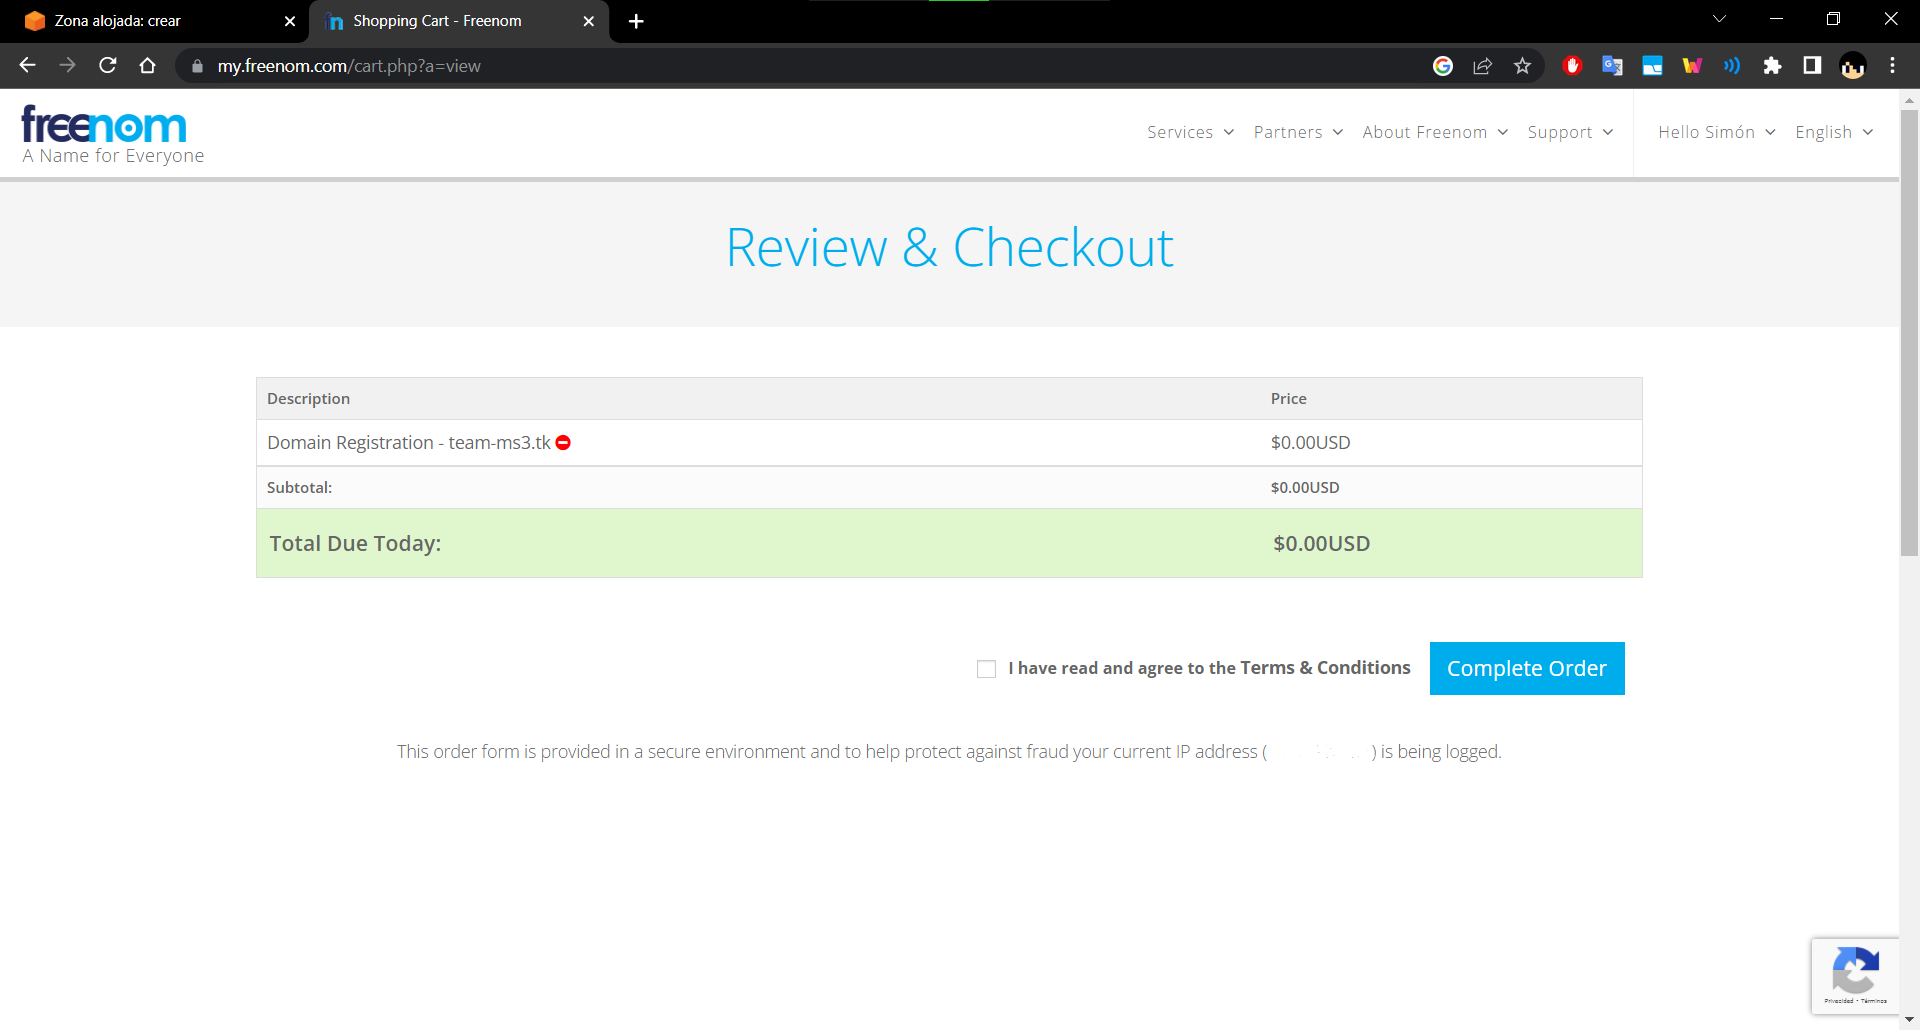 Zona alojada: crear
Shopping Cart - Freenom
my.freenom.com/cart.php?a=view
freenom
A Name for Everyone
Services
Partners
About Freenom
Support
Hello Simón
English
Review & Checkout
Description Price
Domain Registration - team-ms3.tk $0.00USD
Subtotal: $0.00USD
Total Due Today: $0.00USD
I have read and agree to the Terms & Conditions
Complete Order
This order form is provided in a secure environment and to help protect against fraud your current IP address ( ) is being logged.
Privacidad • Términos